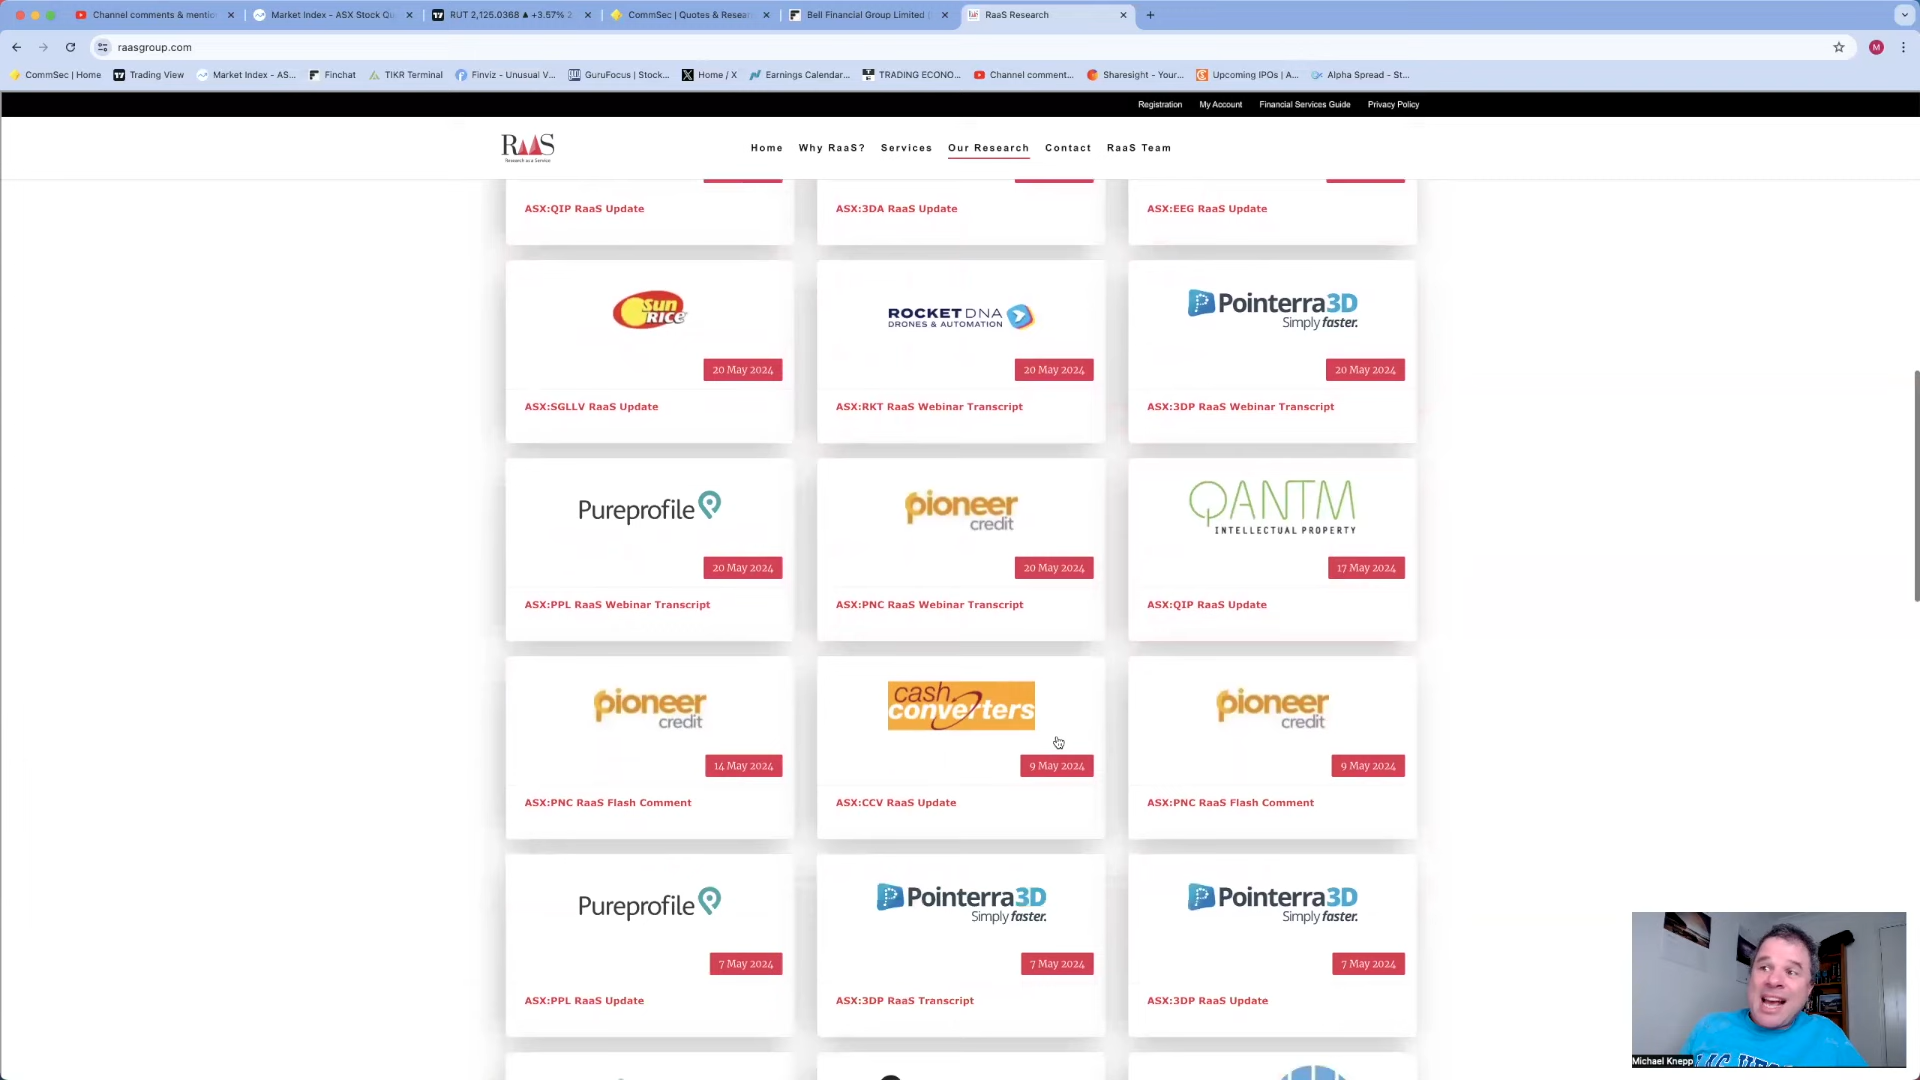 Channel comments & mentio
Market Index - ASX Stock Qu
RUT 2,125.0368 ▲ +3.57% 2
CommSec | Quotes & Resear
Bell Financial Group Limited (
RaaS Research
raasgroup.com
M
CommSec | Home
Trading View
Market Index - AS...
Finchat
TIKR Terminal
Finviz - Unusual V...
GuruFocus | Stock...
Home / X
Earnings Calendar...
TRADING ECONO...
Channel comment...
Sharesight - Your...
Upcoming IPOs | A...
Alpha Spread - St...
Registration
My Account
Financial Services Guide
Privacy Policy
RaaS
Research as a Service
Home
Why RaaS?
Services
Our Research
Contact
RaaS Team
ASX:QIP RaaS Update
ASX:3DA RaaS Update
ASX:EEG RaaS Update
Sun
Rice
20 May 2024
ASX:SGLLV RaaS Update
ROCKETDNA
DRONES & AUTOMATION
20 May 2024
ASX:RKT RaaS Webinar Transcript
Pointerra3D
Simply faster.
20 May 2024
ASX:3DP RaaS Webinar Transcript
Pureprofile
20 May 2024
ASX:PPL RaaS Webinar Transcript
pioneer
credit
20 May 2024
ASX:PNC RaaS Webinar Transcript
QANTM
INTELLECTUAL PROPERTY
17 May 2024
ASX:QIP RaaS Update
pioneer
credit
14 May 2024
ASX:PNC RaaS Flash Comment
cash
converters
9 May 2024
ASX:CCV RaaS Update
pioneer
credit
9 May 2024
ASX:PNC RaaS Flash Comment
Pureprofile
7 May 2024
ASX:PPL RaaS Update
Pointerra3D
Simply faster.
7 May 2024
ASX:3DP RaaS Transcript
Pointerra3D
Simply faster.
7 May 2024
ASX:3DP RaaS Update
Michael Knepp